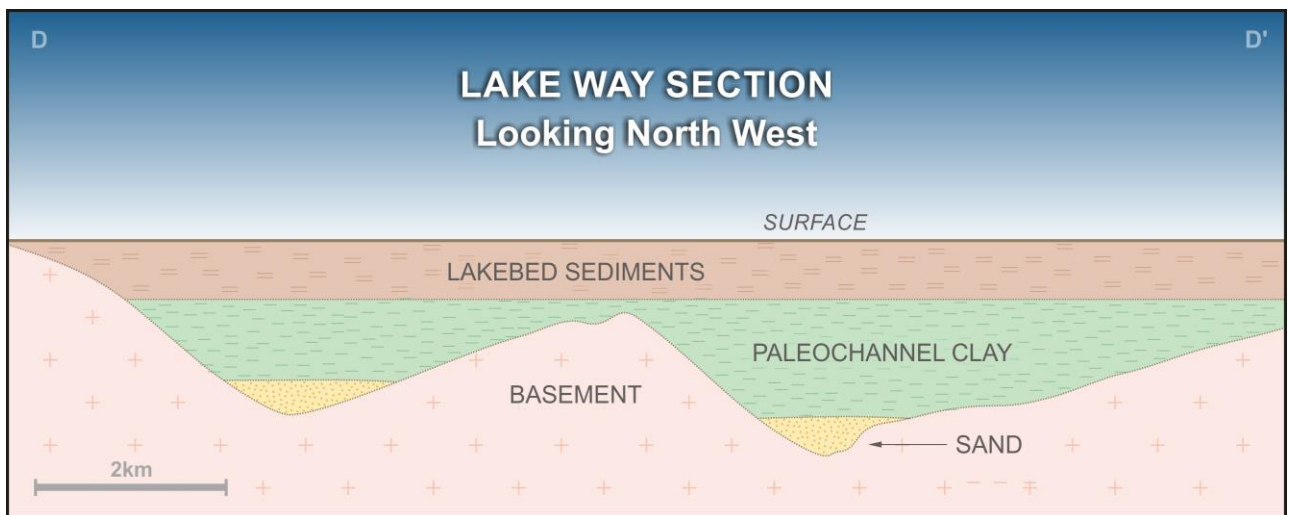 D
D'
LAKE WAY SECTION
Looking North West
SURFACE
LAKEBED SEDIMENTS
PALEOCHANNEL CLAY
BASEMENT
SAND
2km